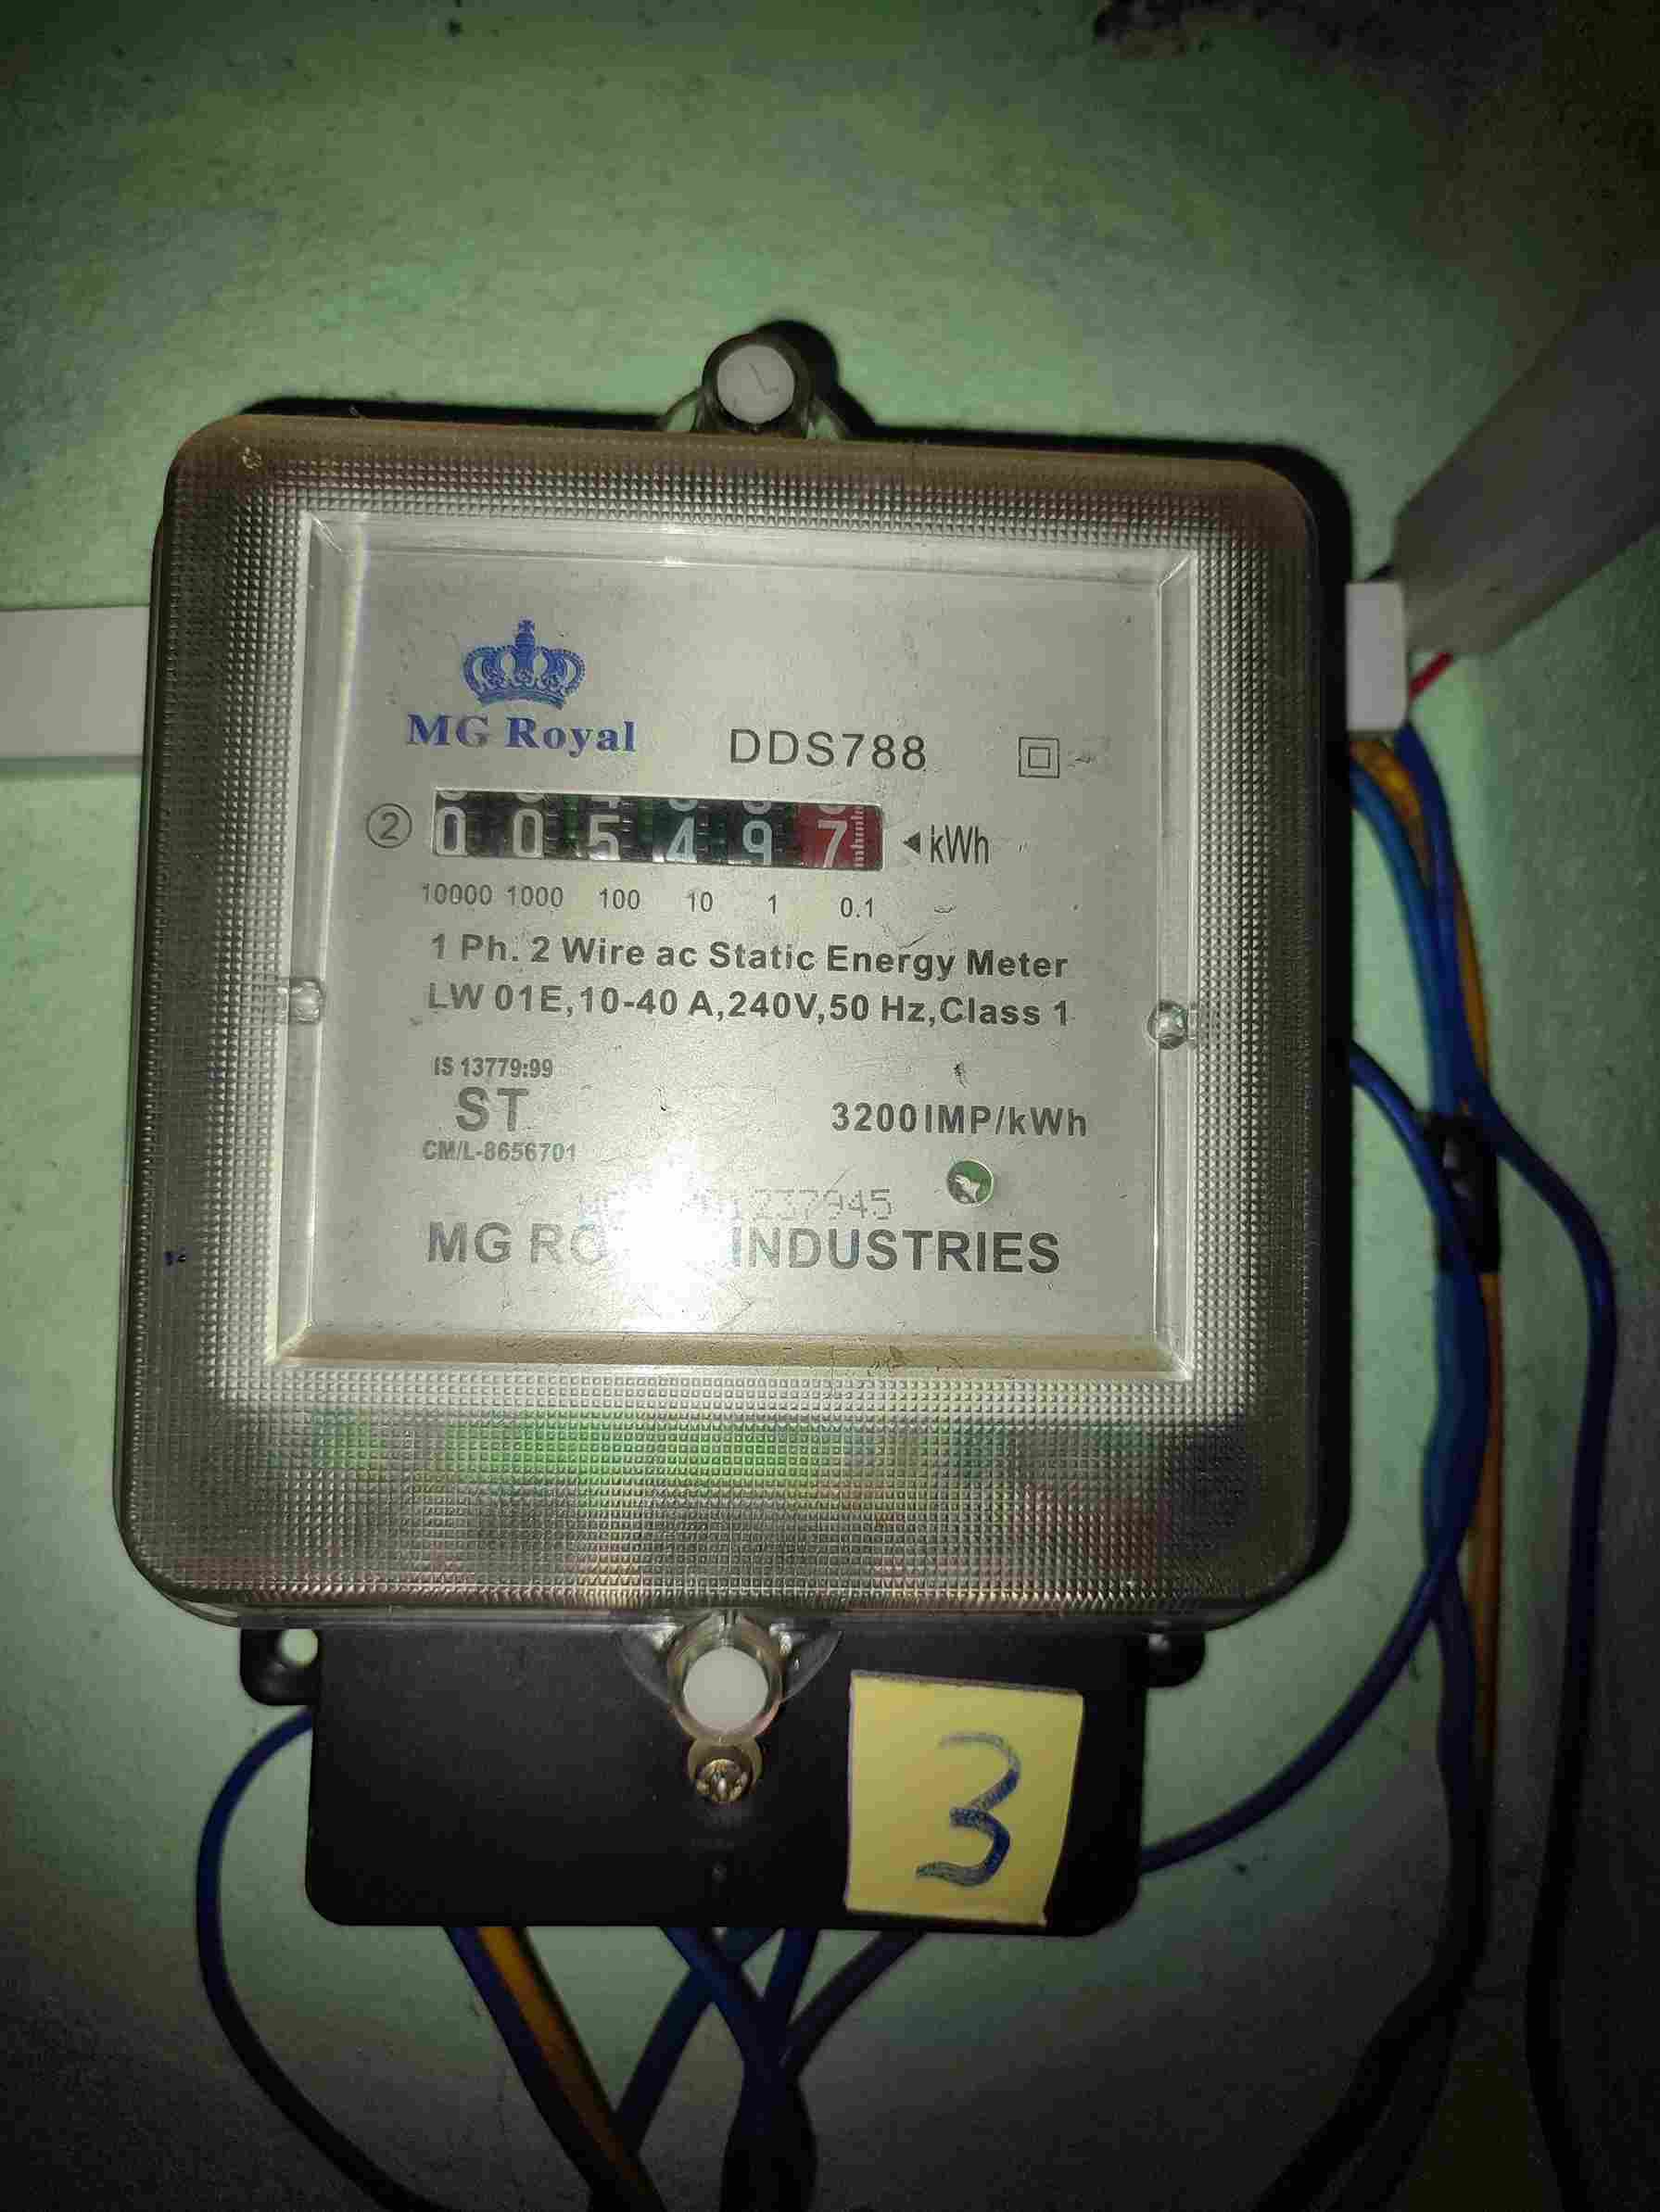 MG Royal
DDS788
② 0 0 5 4 9 7 ◄kWh
10000 1000 100 10 1 0.1
1 Ph. 2 Wire ac Static Energy Meter
LW 01E,10-40 A,240V,50 Hz,Class 1
IS 13779:99
ST
3200IMP/kWh
CM/L-8656701
237945
MG INDUSTRIES
3